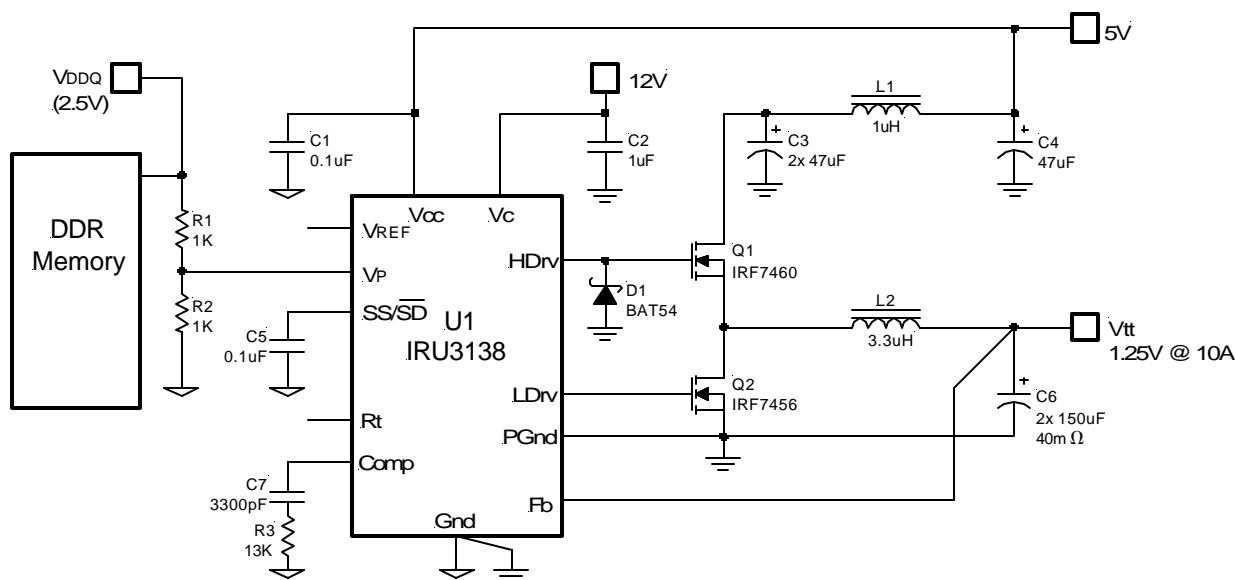 5V
VDDQ
(2.5V)
12V
L1
1uH
C1
0.1uF
C2
1uF
C3
2x 47uF
C4
47uF
DDR
Memory
R1
1K
R2
1K
Vcc
Vc
VREF
VP
SS/SD
HDrv
Q1
IRF7460
D1
BAT54
U1
IRU3138
C5
0.1uF
L2
3.3uH
Vtt
1.25V @ 10A
LDrv
Q2
IRF7456
C6
2x 150uF
40mΩ
Rt
PGnd
Comp
C7
3300pF
Fb
R3
13K
Gnd